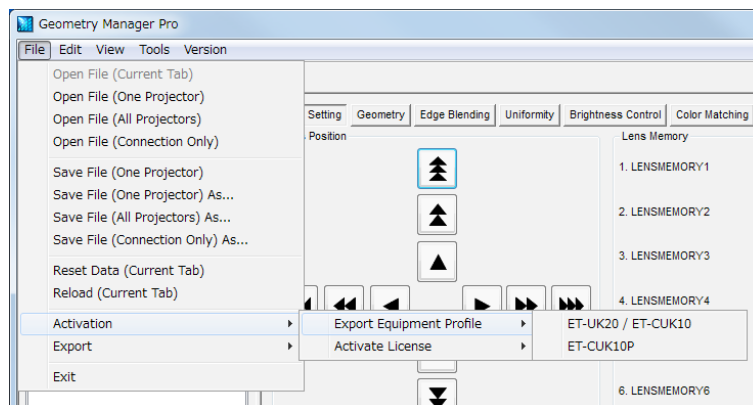 Geometry Manager Pro
File Edit View Tools Version
Open File (Current Tab)
Open File (One Projector)
Open File (All Projectors)
Open File (Connection Only)
Save File (One Projector)
Save File (One Projector) As...
Save File (All Projectors) As...
Save File (Connection Only) As...
Reset Data (Current Tab)
Reload (Current Tab)
Activation
Export
Exit
Export Equipment Profile
Activate License
ET-UK20 / ET-CUK10
ET-CUK10P
Setting Geometry Edge Blending Uniformity Brightness Control Color Matching
Position
Lens Memory
1. LENSMEMORY1
2. LENSMEMORY2
3. LENSMEMORY3
4. LENSMEMORY4
6. LENSMEMORY6